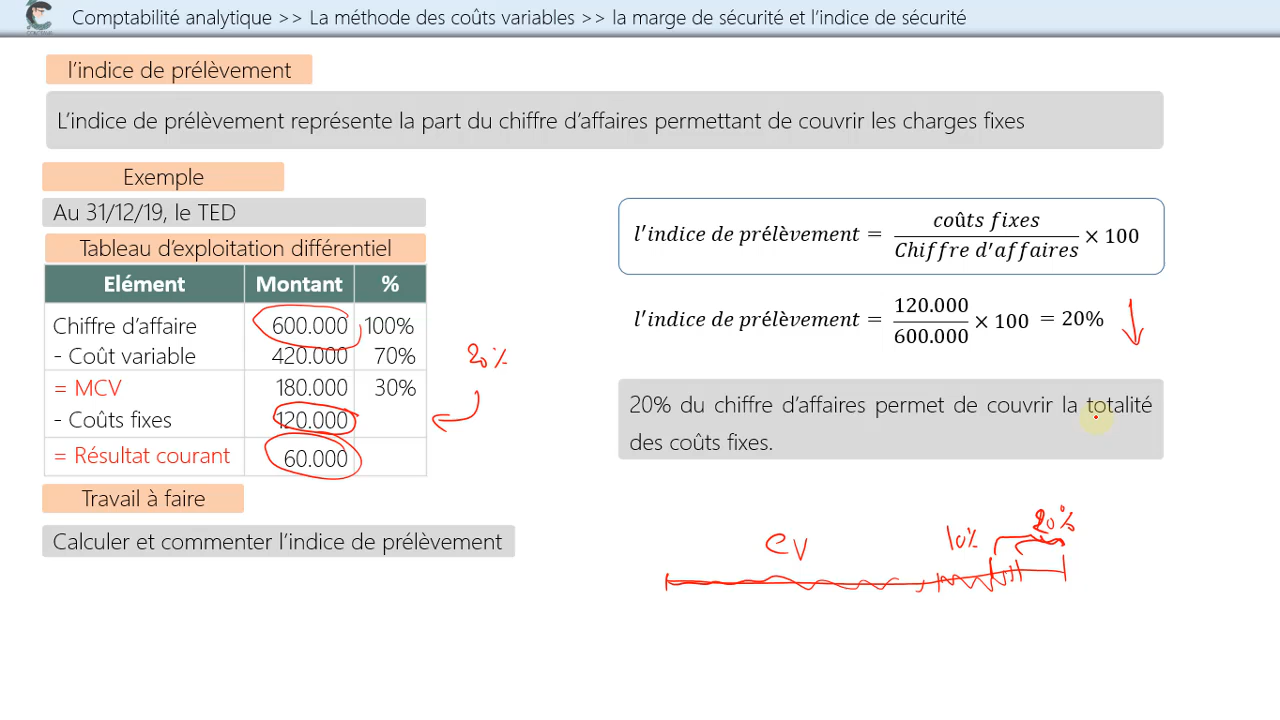 Comptabilité analytique >> La méthode des coûts variables >> la marge de sécurité et l'indice de sécurité
l'indice de prélèvement
L'indice de prélèvement représente la part du chiffre d'affaires permettant de couvrir les charges fixes
Exemple
Au 31/12/19, le TED
Tableau d'exploitation différentiel
Elément Montant %
Chiffre d'affaire 600.000 100%
- Coût variable 420.000 70%
= MCV 180.000 30%
- Coûts fixes 120.000
= Résultat courant 60.000
20%
Travail à faire
Calculer et commenter l'indice de prélèvement
l'indice de prélèvement = coûts fixes / Chiffre d'affaires × 100
l'indice de prélèvement = 120.000 / 600.000 × 100 = 20%
20% du chiffre d'affaires permet de couvrir la totalité
des coûts fixes.
CV 10% 20%